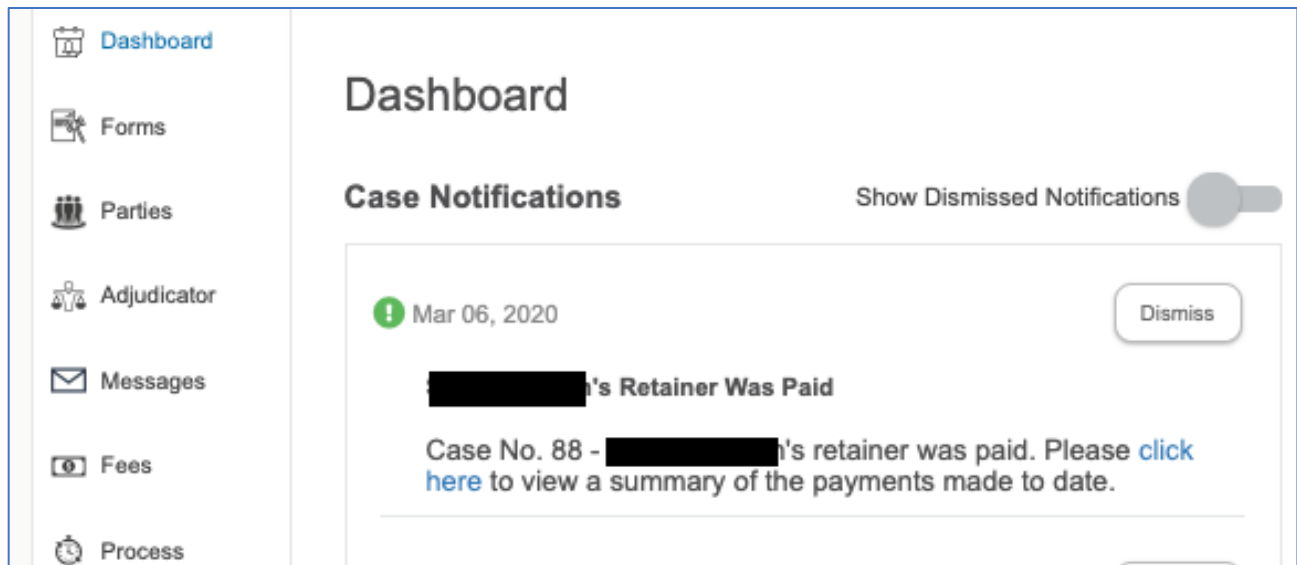 Dashboard
Forms
Parties
Adjudicator
Messages
Fees
Process
Dashboard
Case Notifications
Show Dismissed Notifications
Mar 06, 2020
Dismiss
's Retainer Was Paid
Case No. 88 - 's retainer was paid. Please click
here to view a summary of the payments made to date.